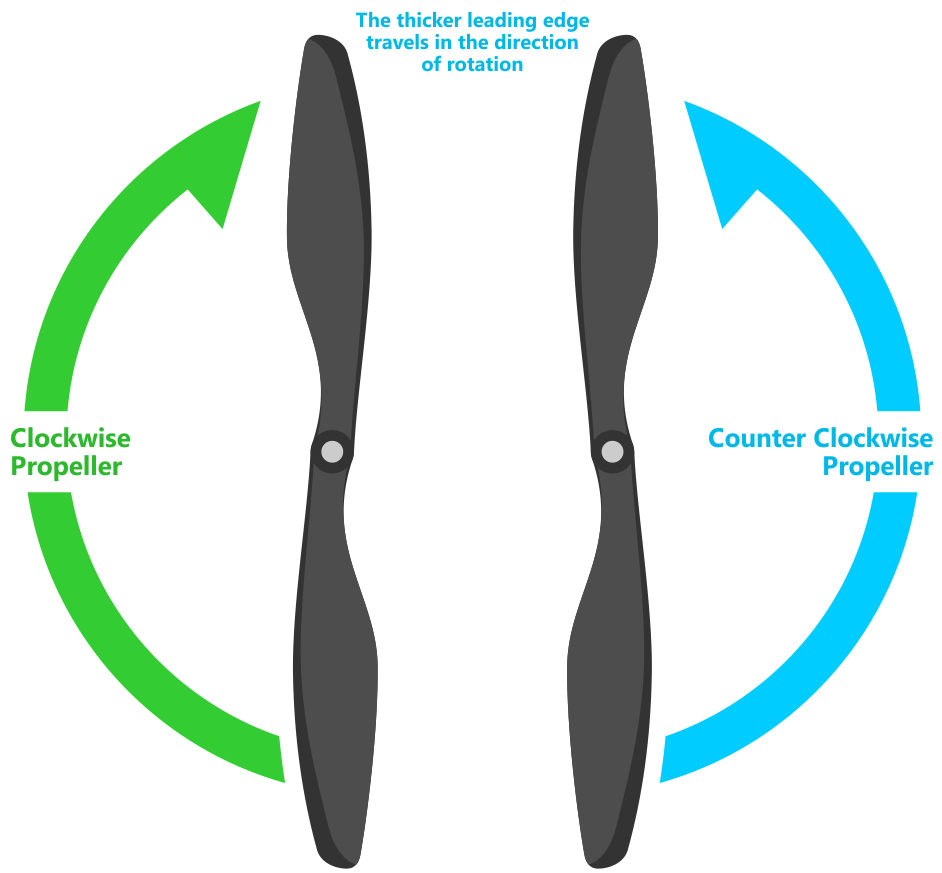 The thicker leading edge
travels in the direction
of rotation
Clockwise
Propeller
Counter Clockwise
Propeller